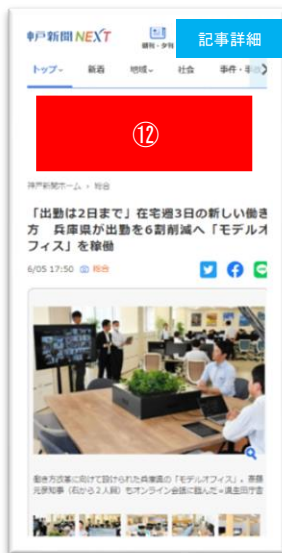 神戸新聞NEXT
朝刊・夕刊
記事詳細
トップ 新着 地域 社会 事件・事故
⑫
神戸新聞ホーム › 総合
「出勤は2日まで」在宅週3日の新しい働き
方 兵庫県が出勤を6割削減へ「モデルオ
フィス」を稼働
6/05 17:50 総合
働き方改革に向けて設けられた兵庫県の「モデルオフィス」。斎藤
元彦知事（右から2人目）もオンライン会議に臨んだ＝県生田庁舎